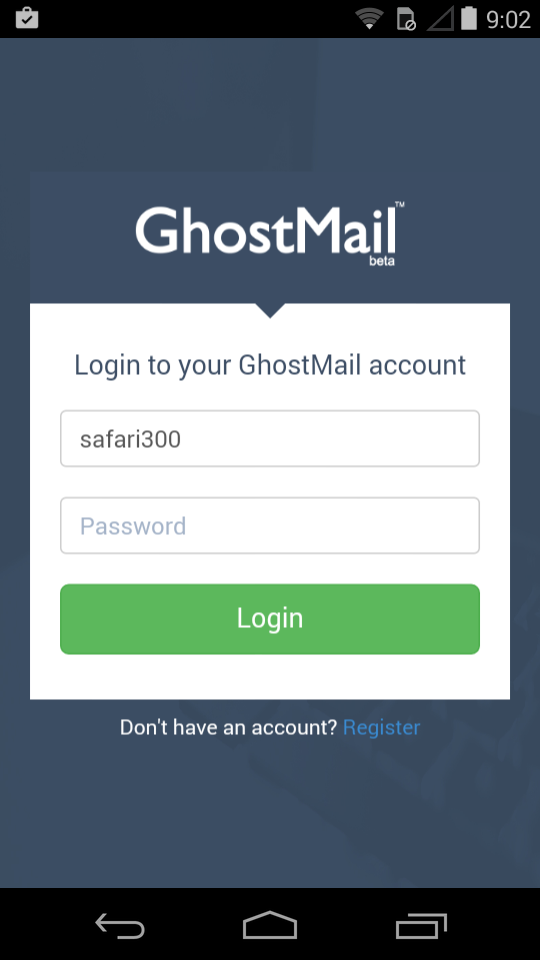 9:02
GhostMail™
beta
Login to your GhostMail account
safari300
Password
Login
Don't have an account? Register